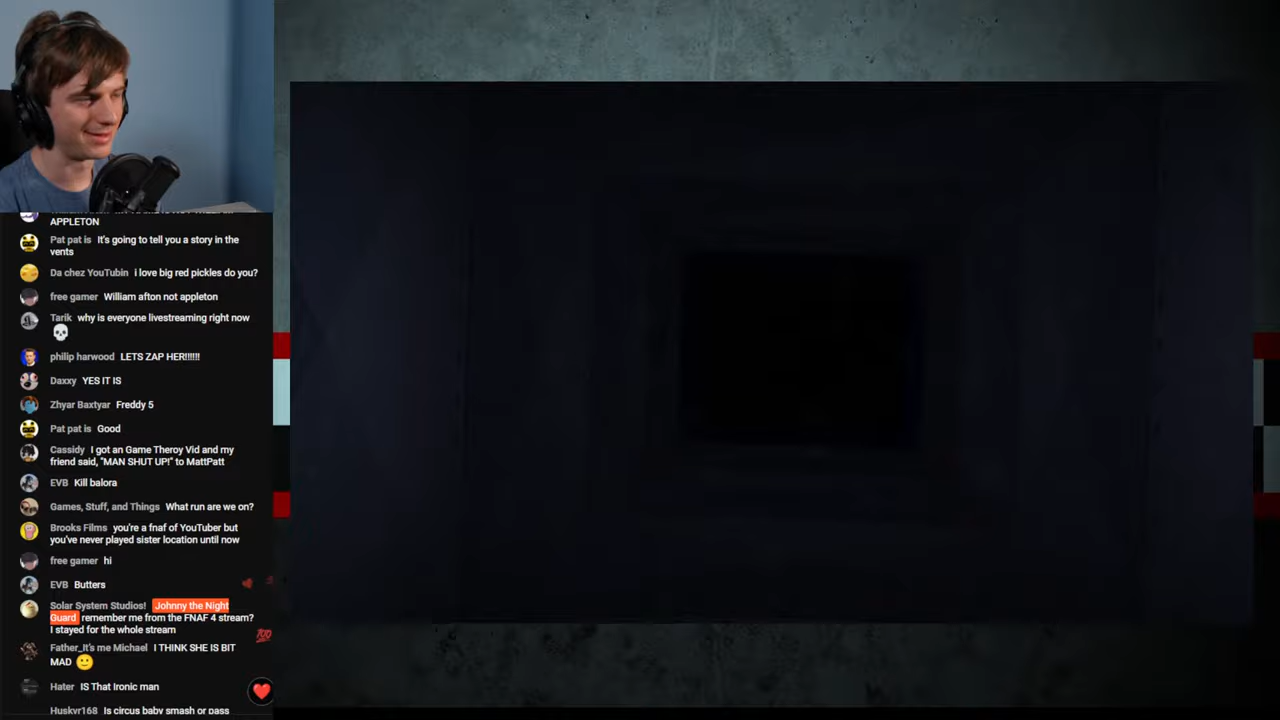 APPLETON
Pat pat is It's going to tell you a story in the
vents
Da chez YouTubin i love big red pickles do you?
free gamer William afton not appleton
Tarik why is everyone livestreaming right now
💀
philip harwood LETS ZAP HER!!!!!!
Daxxy YES IT IS
Zhyar Baxtyar Freddy 5
Pat pat is Good
Cassidy I got an Game Theroy Vid and my
friend said, "MAN SHUT UP!" to MattPatt
EVB Kill balora
Games, Stuff, and Things What run are we on?
Brooks Films you're a fnaf of YouTuber but
you've never played sister location until now
free gamer hi
EVB Butters
Solar System Studios! Johnny the Night
Guard remember me from the FNAF 4 stream?
I stayed for the whole stream
Father_It's me Michael I THINK SHE IS BIT
MAD 🙂
Hater IS That Ironic man
Huskyr168 Is circus baby smash or pass